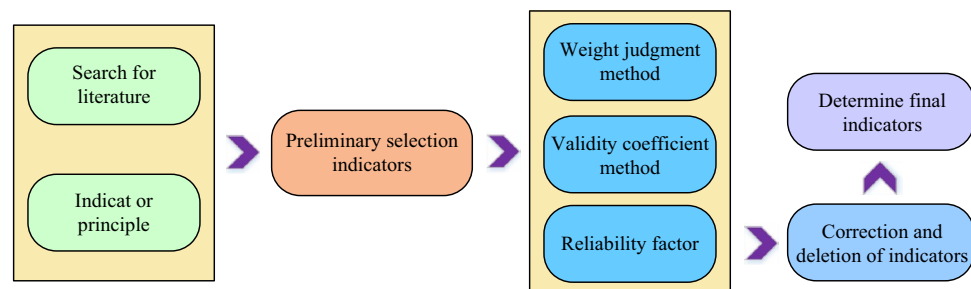 Search for
literature
Indicat or
principle
Preliminary selection
indicators
Weight judgment
method
Validity coefficient
method
Reliability factor
Determine final
indicators
Correction and
deletion of indicators